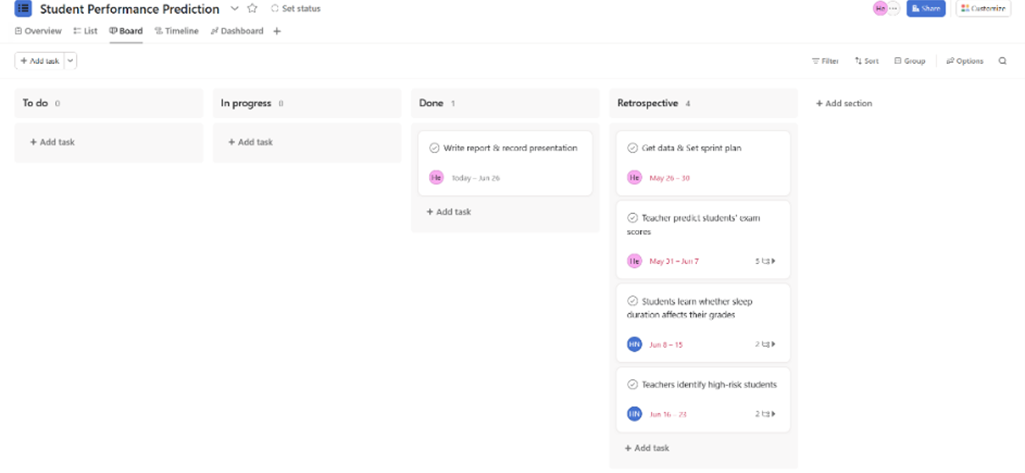 Student Performance Prediction
Set status
He
Share
Customize
Overview
List
Board
Timeline
Dashboard
+
+ Add task
Filter
Sort
Group
Options
To do 0
+ Add task
In progress 0
+ Add task
Done 1
Write report & record presentation
He Today – Jun 26
+ Add task
Retrospective 4
Get data & Set sprint plan
He May 26 – 30
Teacher predict students' exam
scores
He May 31 – Jun 7 5
Students learn whether sleep
duration affects their grades
HN Jun 8 – 15 2
Teachers identify high-risk students
HN Jun 16 – 23 2
+ Add task
+ Add section